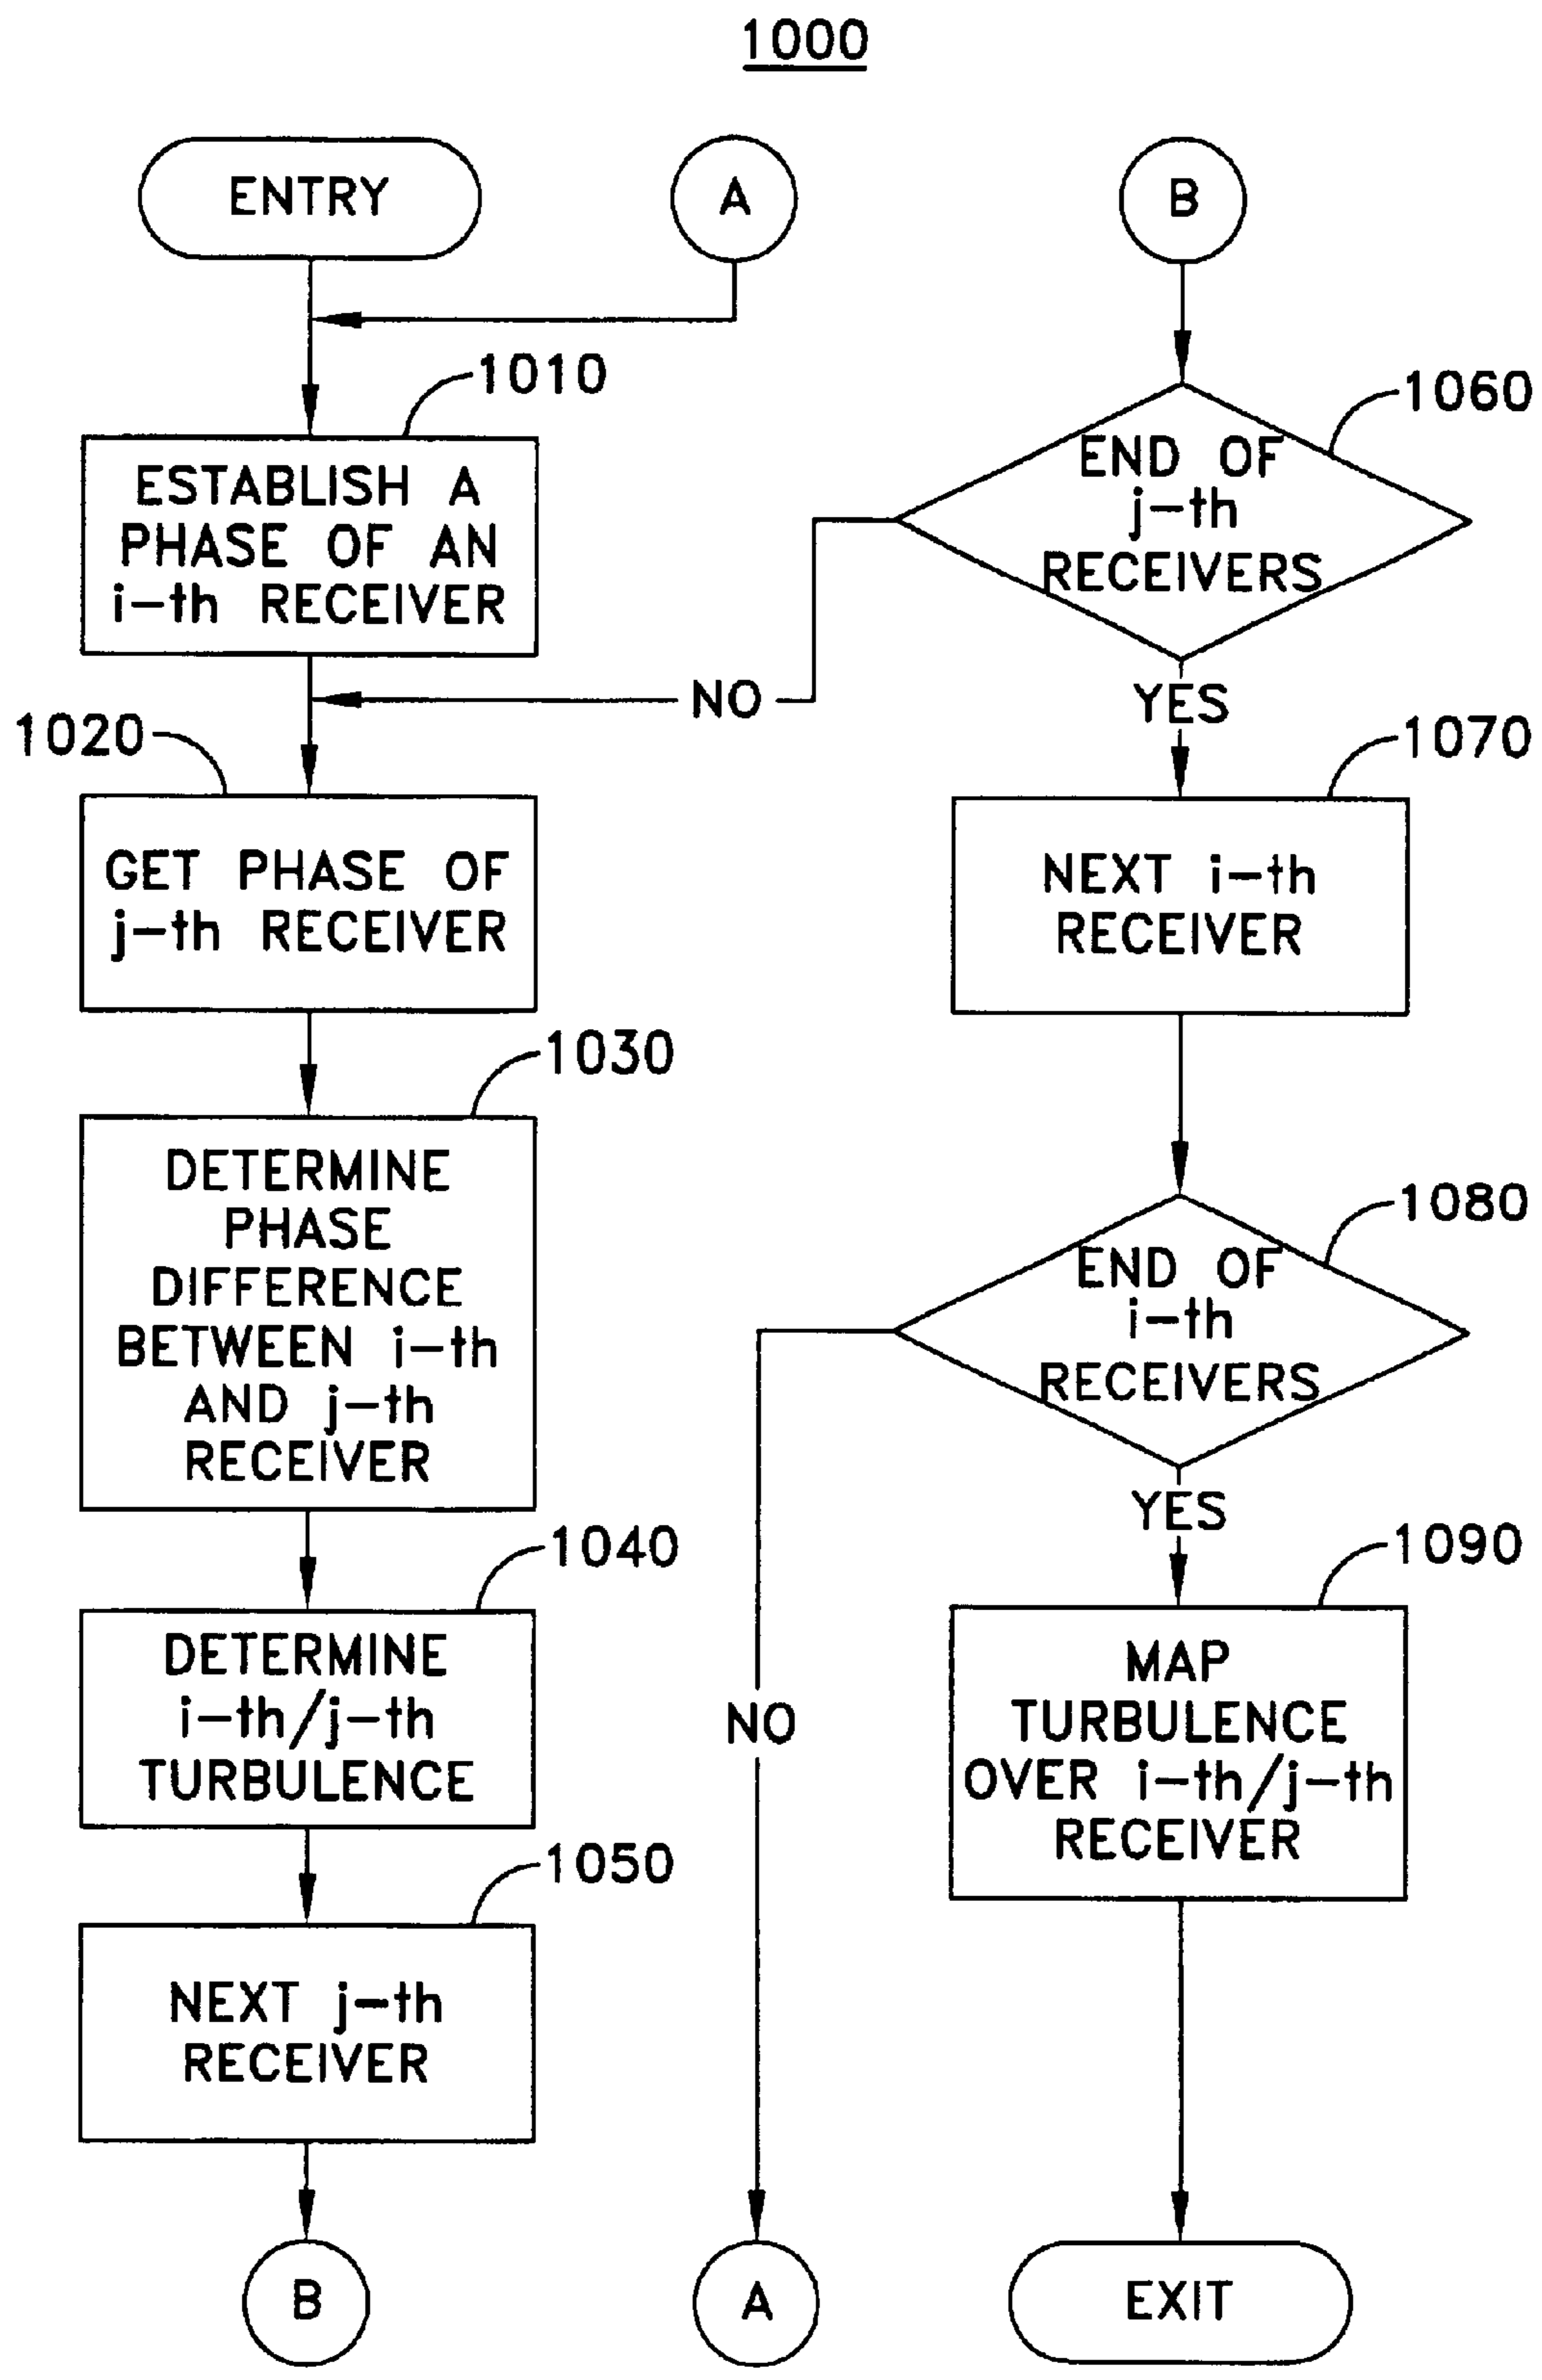 1000
ENTRY
A
B
1010
ESTABLISH A
PHASE OF AN
i-th RECEIVER
1060
END OF
j-th
RECEIVERS
NO
YES
1020
GET PHASE OF
j-th RECEIVER
1070
NEXT i-th
RECEIVER
1030
DETERMINE
PHASE
DIFFERENCE
BETWEEN i-th
AND j-th
RECEIVER
1080
END OF
i-th
RECEIVERS
YES
NO
1040
DETERMINE
i-th/j-th
TURBULENCE
1090
MAP
TURBULENCE
OVER i-th/j-th
RECEIVER
1050
NEXT j-th
RECEIVER
B
A
EXIT